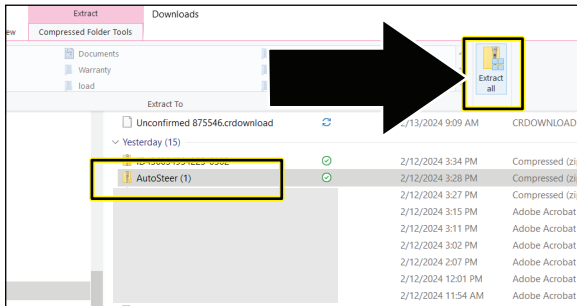 Extract Downloads
ew Compressed Folder Tools
Documents
Warranty
load
Extract all
Extract To
Unconfirmed 875546.crdownload 2/13/2024 9:09 AM CRDOWNLOAD
Yesterday (15)
2/12/2024 3:34 PM Compressed (zi
AutoSteer (1) 2/12/2024 3:28 PM Compressed (zi
2/12/2024 3:27 PM Compressed (zi
2/12/2024 3:15 PM Adobe Acrobat
2/12/2024 3:11 PM Adobe Acrobat
2/12/2024 3:02 PM Adobe Acrobat
2/12/2024 2:07 PM Adobe Acrobat
2/12/2024 12:01 PM Adobe Acrobat
2/12/2024 11:54 AM Adobe Acrobat